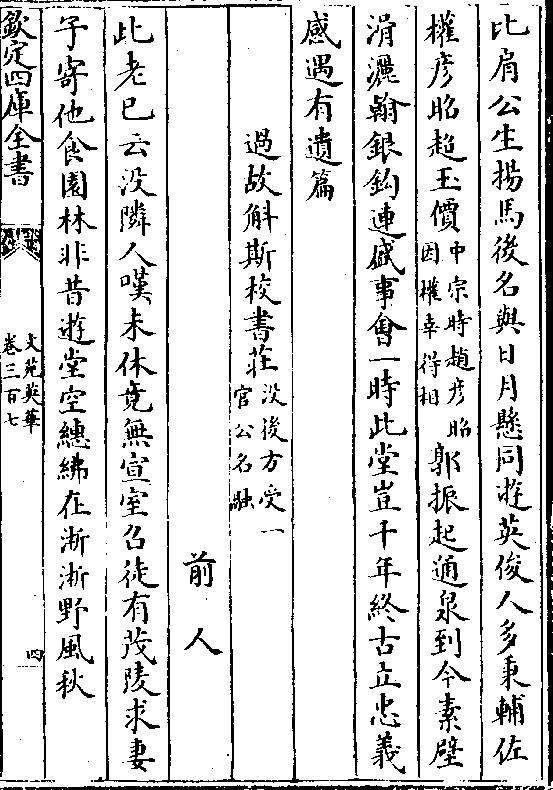 比肩公生揚馬後名與日月懸同遊英俊人多秉輔佐
權彦昭超玉價中宗時趙彦昭因權幸得相郭振起通泉到今素壁
涓灑翰銀鈎連盛事㑹一時此堂豈千年終古立忠義
感遇有遺篇
過故斛斯校書莊没後方受一官公名融
前人
此老已云没隣人嘆未休竟無宣室召徒有茂陵求妻
子寄他食園林非昔遊堂空繐綈在淅淅野風秋
欽定四庫全書
文苑英華
卷三百七
四